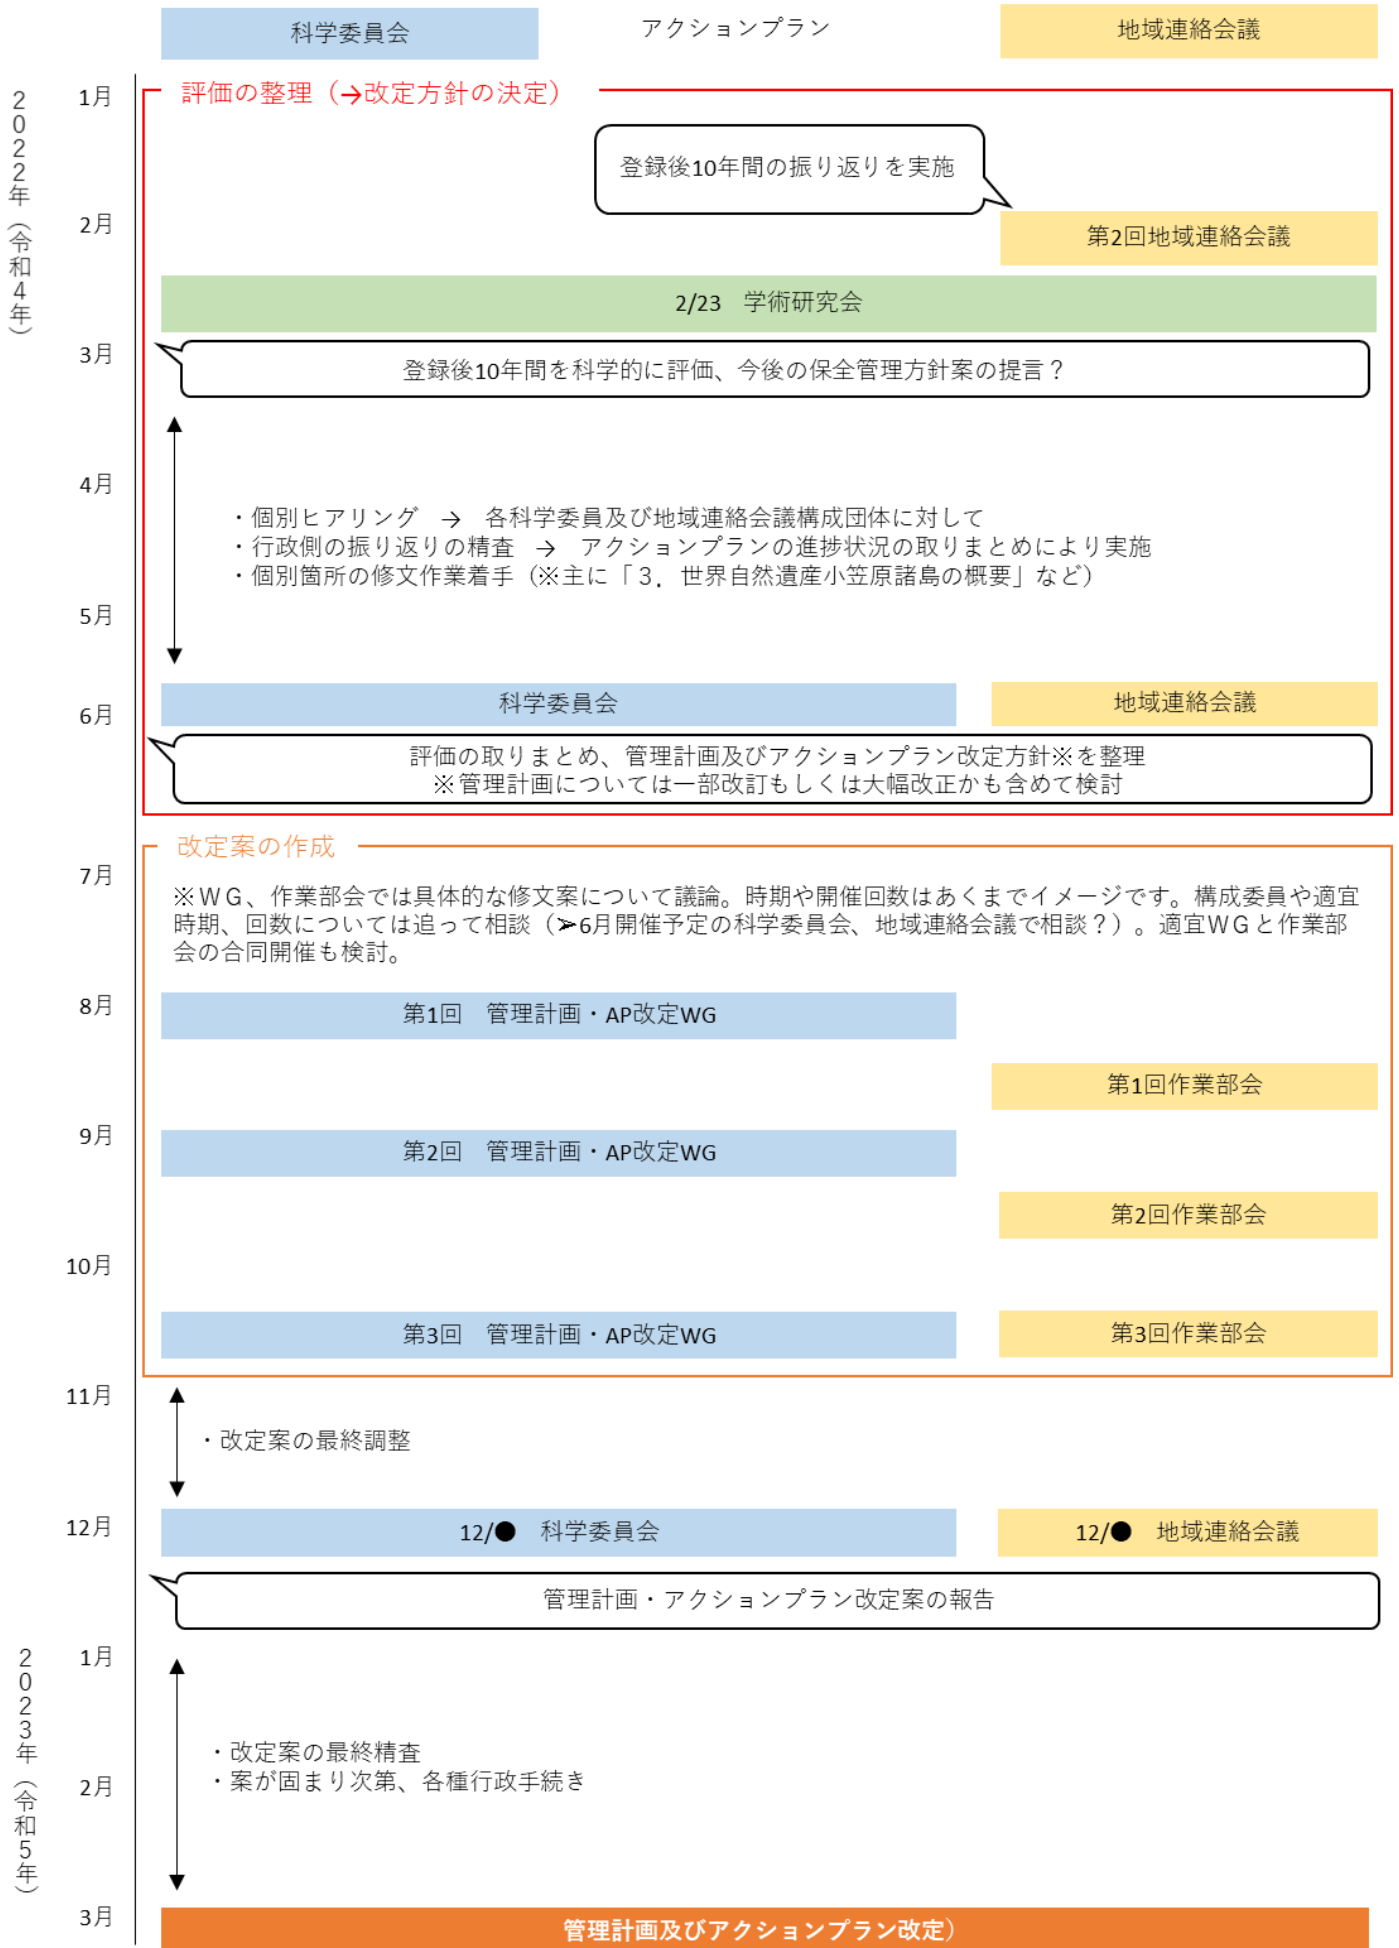 科学委員会
アクションプラン
地域連絡会議
2022年（令和4年）
1月
評価の整理（→改定方針の決定）
登録後10年間の振り返りを実施
2月
第2回地域連絡会議
2/23　学術研究会
3月
登録後10年間を科学的に評価、今後の保全管理方針案の提言？
4月
・個別ヒアリング　→　各科学委員及び地域連絡会議構成団体に対して
・行政側の振り返りの精査　→　アクションプランの進捗状況の取りまとめにより実施
・個別箇所の修文作業着手（※主に「３．世界自然遺産小笠原諸島の概要」など）
5月
科学委員会
地域連絡会議
6月
評価の取りまとめ、管理計画及びアクションプラン改定方針※を整理
※管理計画については一部改訂もしくは大幅改正かも含めて検討
改定案の作成
7月
※ＷＧ、作業部会では具体的な修文案について議論。時期や開催回数はあくまでイメージです。構成委員や適宜
時期、回数については追って相談（➢6月開催予定の科学委員会、地域連絡会議で相談？）。適宜ＷＧと作業部
会の合同開催も検討。
8月
第1回　管理計画・AP改定WG
第1回作業部会
9月
第2回　管理計画・AP改定WG
第2回作業部会
10月
第3回　管理計画・AP改定WG
第3回作業部会
11月
・改定案の最終調整
12月
12/●　科学委員会
12/●　地域連絡会議
管理計画・アクションプラン改定案の報告
2023年（令和5年）
1月
・改定案の最終精査
・案が固まり次第、各種行政手続き
2月
3月
管理計画及びアクションプラン改定）